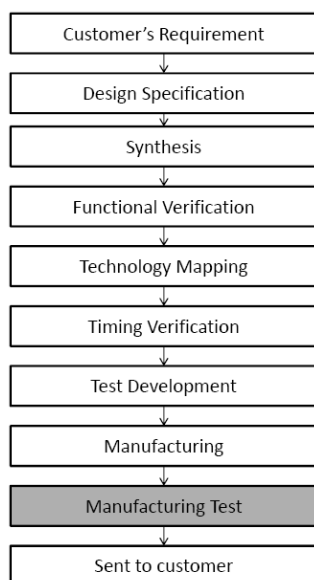 Customer’s Requirement
Design Specification
Synthesis
Functional Verification
Technology Mapping
Timing Verification
Test Development
Manufacturing
Manufacturing Test
Sent to customer